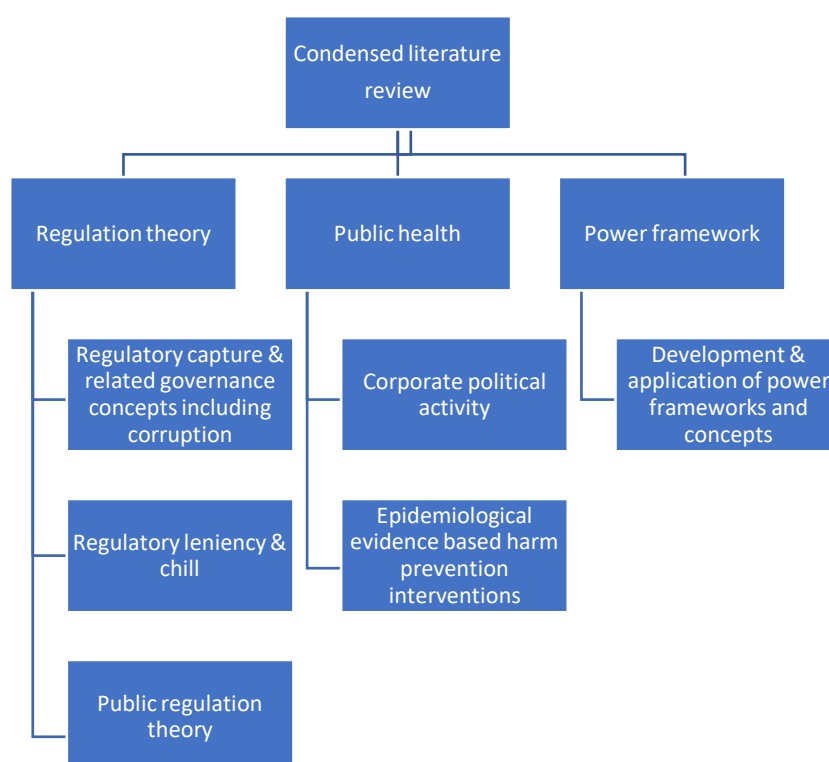 Condensed literature
review
Regulation theory
Public health
Power framework
Regulatory capture &
related governance
concepts including
corruption
Corporate political
activity
Development &
application of power
frameworks and
concepts
Regulatory leniency &
chill
Epidemiological
evidence based harm
prevention
interventions
Public regulation
theory